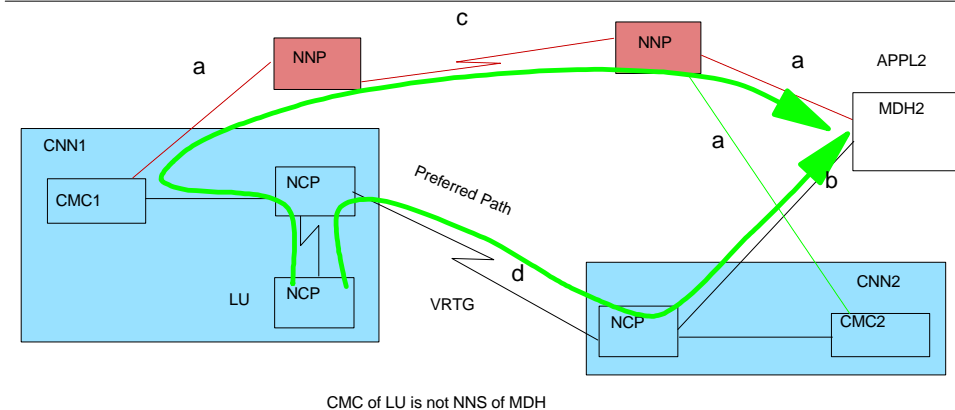 c
NNP
NNP
a
a
APPL2
MDH2
CNN1
a
CMC1
NCP
Preferred Path
b
LU
NCP
d
VRTG
CNN2
NCP
CMC2
CMC of LU is not NNS of MDH